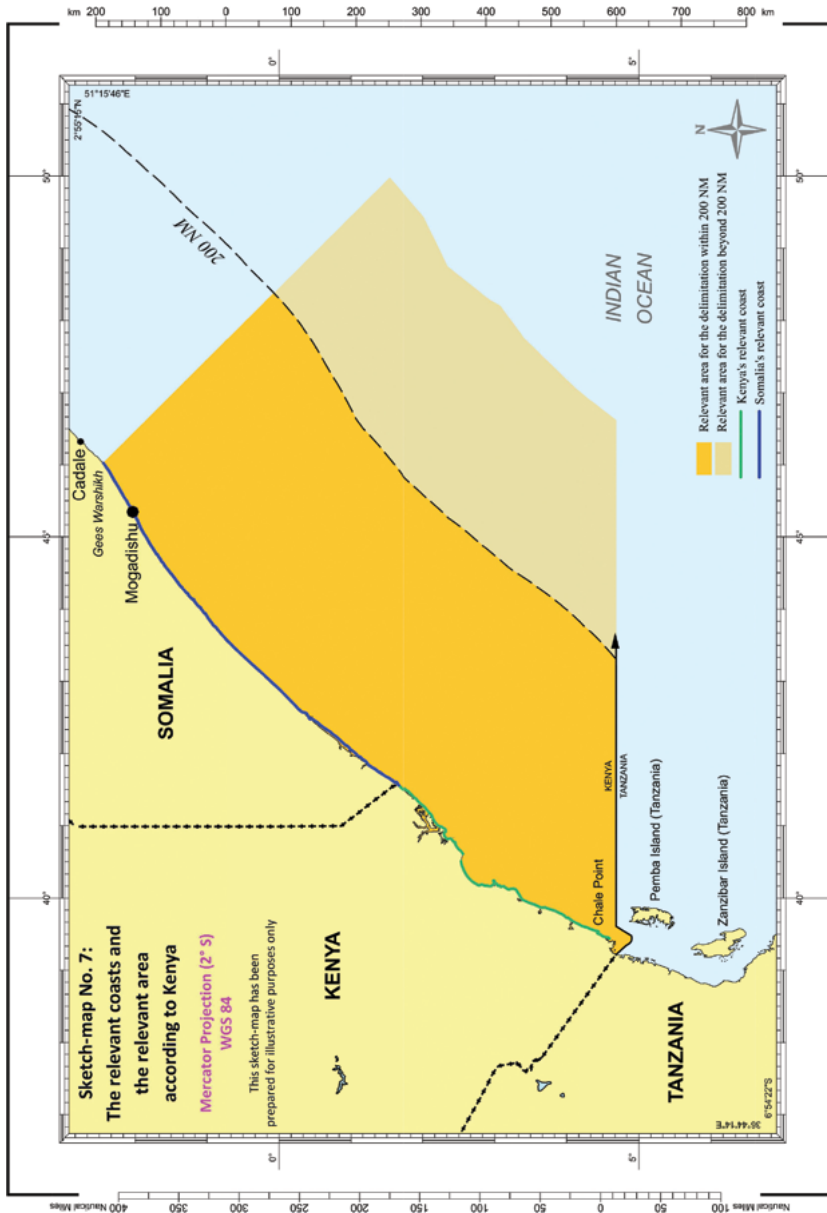 Sketch-map No. 7:
The relevant coasts and
the relevant area
according to Kenya
Mercator Projection (2° S)
WGS 84
This sketch-map has been
prepared for illustrative purposes only
SOMALIA
KENYA
TANZANIA
Cadale
Gees Warshikh
Mogadishu
Chale Point
KENYA
TANZANIA
Pemba Island (Tanzania)
Zanzibar Island (Tanzania)
200 NM
INDIAN
OCEAN
N
Relevant area for the delimitation within 200 NM
Relevant area for the delimitation beyond 200 NM
Kenya's relevant coast
Somalia's relevant coast
2°55'15"N
51°15'46"E
36°44'14"E
6°54'22"S
40°
45°
50°
40°
45°
50°
0°
5°
0°
5°
km 200 100 0 100 200 300 400 500 600 700 800 km
Nautical Miles 400 350 300 250 200 150 100 50 0 50 100 Nautical Miles